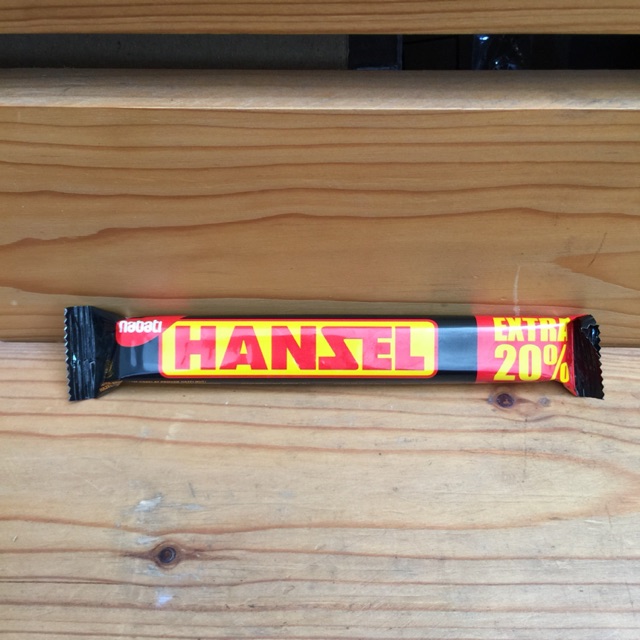 nabati
HANSEL
EXTRA
20%